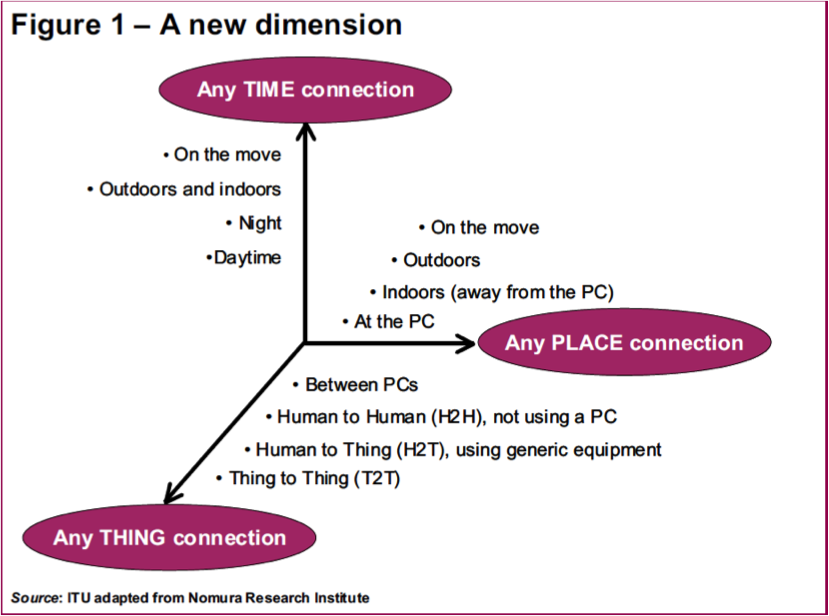 Figure 1 – A new dimension
Any TIME connection
• On the move
• Outdoors and indoors
• Night
•Daytime
• On the move
• Outdoors
• Indoors (away from the PC)
• At the PC
Any PLACE connection
• Between PCs
• Human to Human (H2H), not using a PC
• Human to Thing (H2T), using generic equipment
• Thing to Thing (T2T)
Any THING connection
Source: ITU adapted from Nomura Research Institute